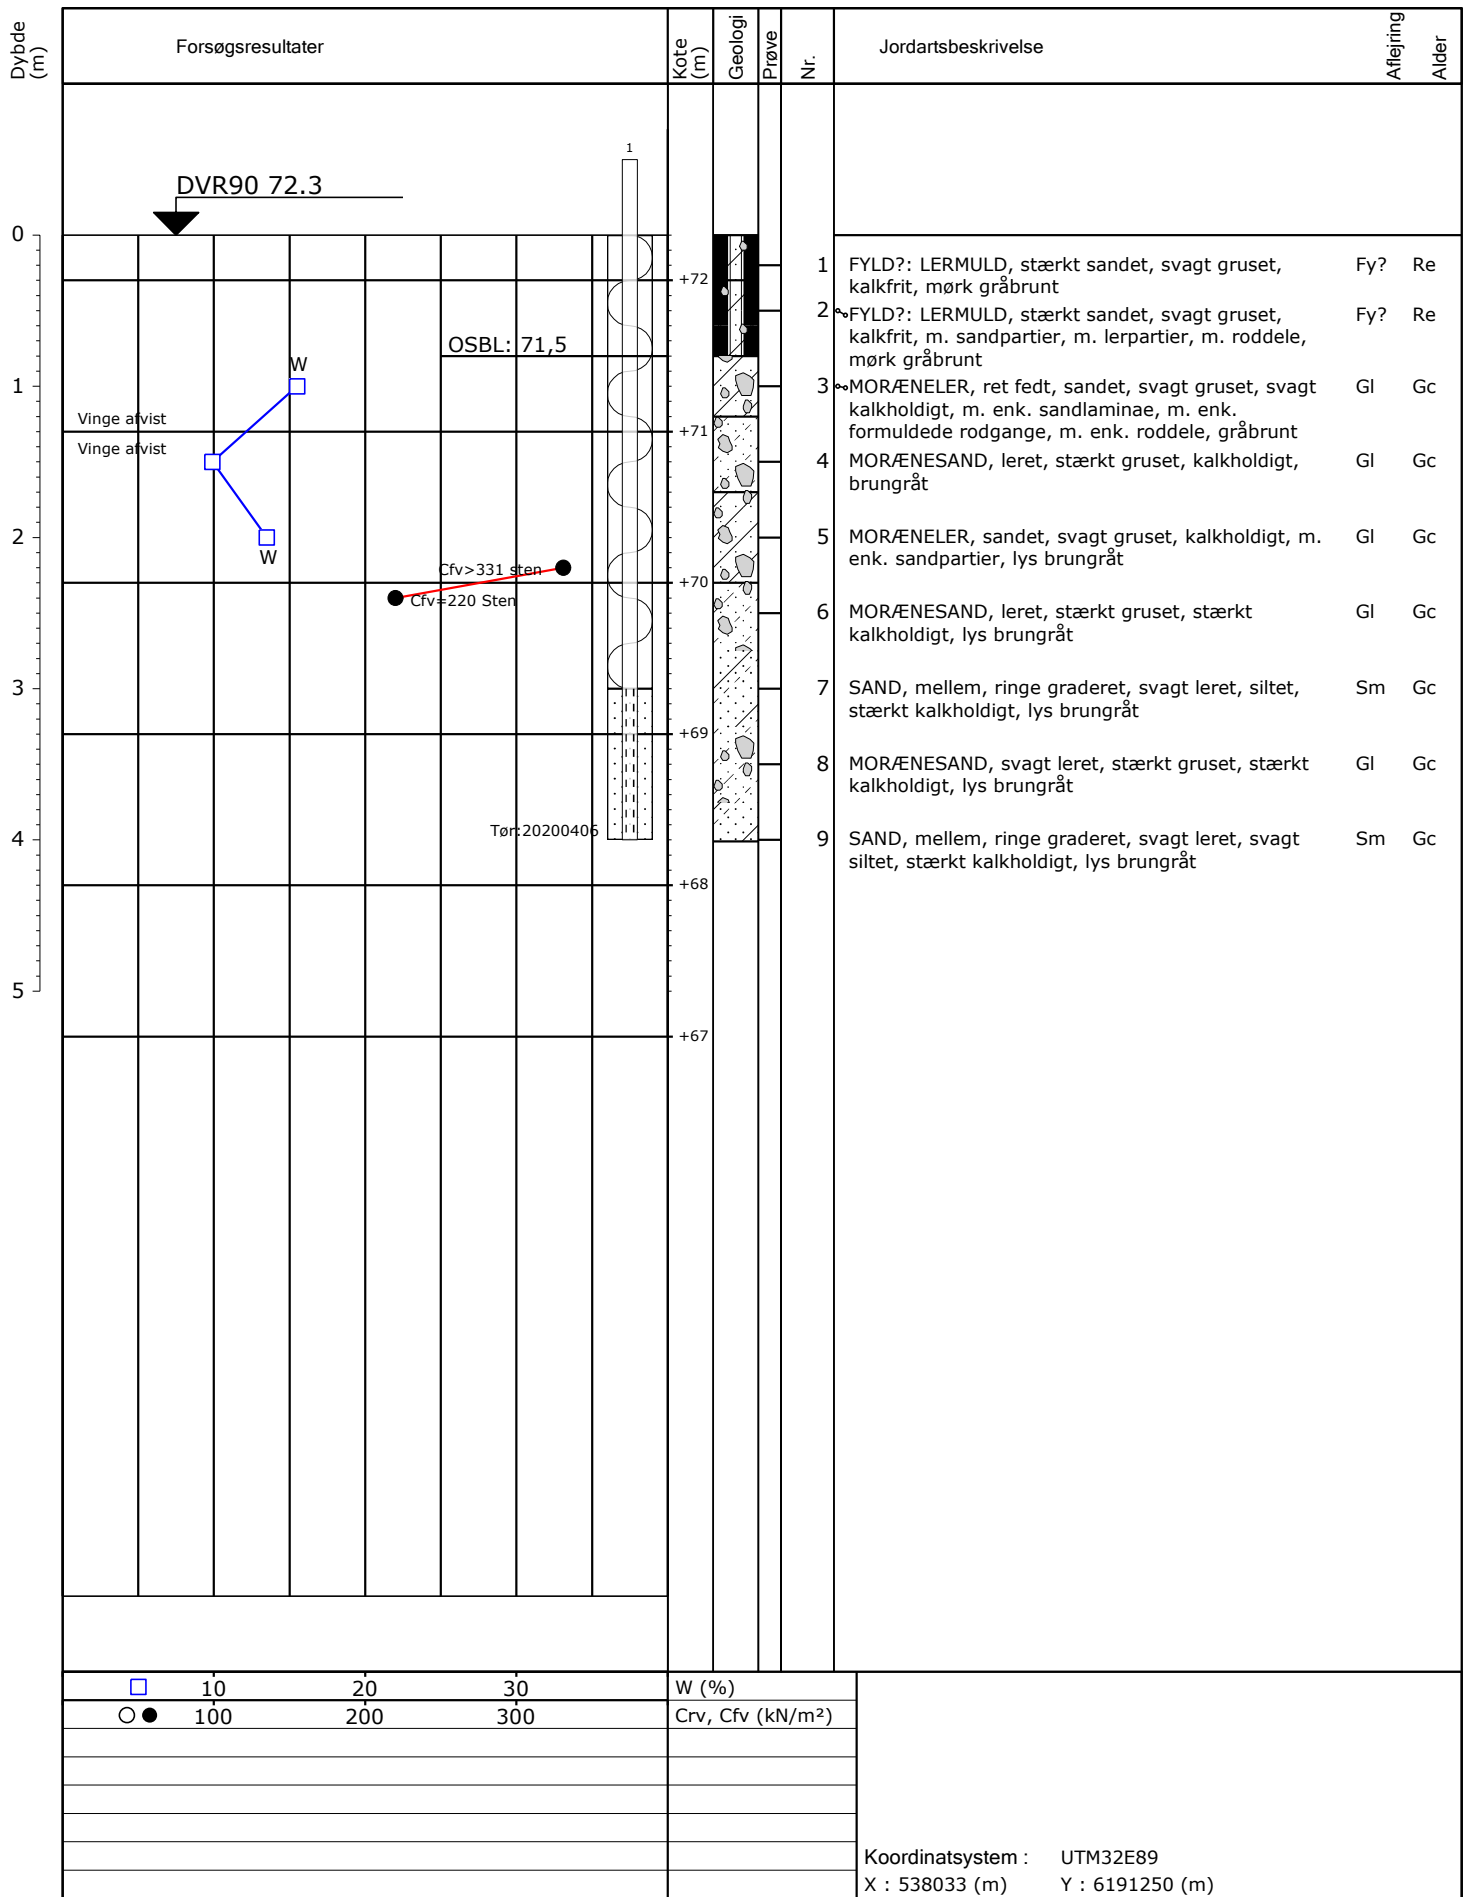 Dybde
(m)
Forsøgsresultater
Kote
(m)
Geologi
Prøve
Nr.
Jordartsbeskrivelse
Aflejring
Alder
1
DVR90 72.3
0
+72
1 FYLD?: LERMULD, stærkt sandet, svagt gruset, Fy? Re
kalkfrit, mørk gråbrunt
2 FYLD?: LERMULD, stærkt sandet, svagt gruset, Fy? Re
kalkfrit, m. sandpartier, m. lerpartier, m. roddele,
mørk gråbrunt
OSBL: 71,5
W
1
3 MORÆNELER, ret fedt, sandet, svagt gruset, svagt Gl Gc
kalkholdigt, m. enk. sandlaminae, m. enk.
formuldede rodgange, m. enk. roddele, gråbrunt
Vinge afvist
+71
Vinge afvist
4 MORÆNESAND, leret, stærkt gruset, kalkholdigt, Gl Gc
brungråt
2
W
5 MORÆNELER, sandet, svagt gruset, kalkholdigt, m. Gl Gc
enk. sandpartier, lys brungråt
Cfv>331 sten
+70
Cfv=220 Sten
6 MORÆNESAND, leret, stærkt gruset, stærkt Gl Gc
kalkholdigt, lys brungråt
3
7 SAND, mellem, ringe graderet, svagt leret, siltet, Sm Gc
stærkt kalkholdigt, lys brungråt
+69
8 MORÆNESAND, svagt leret, stærkt gruset, stærkt Gl Gc
kalkholdigt, lys brungråt
Tør:20200406
4
9 SAND, mellem, ringe graderet, svagt leret, svagt Sm Gc
siltet, stærkt kalkholdigt, lys brungråt
+68
5
+67
10 20 30 W (%)
100 200 300 Crv, Cfv (kN/m²)
Koordinatsystem : UTM32E89
X : 538033 (m) Y : 6191250 (m)